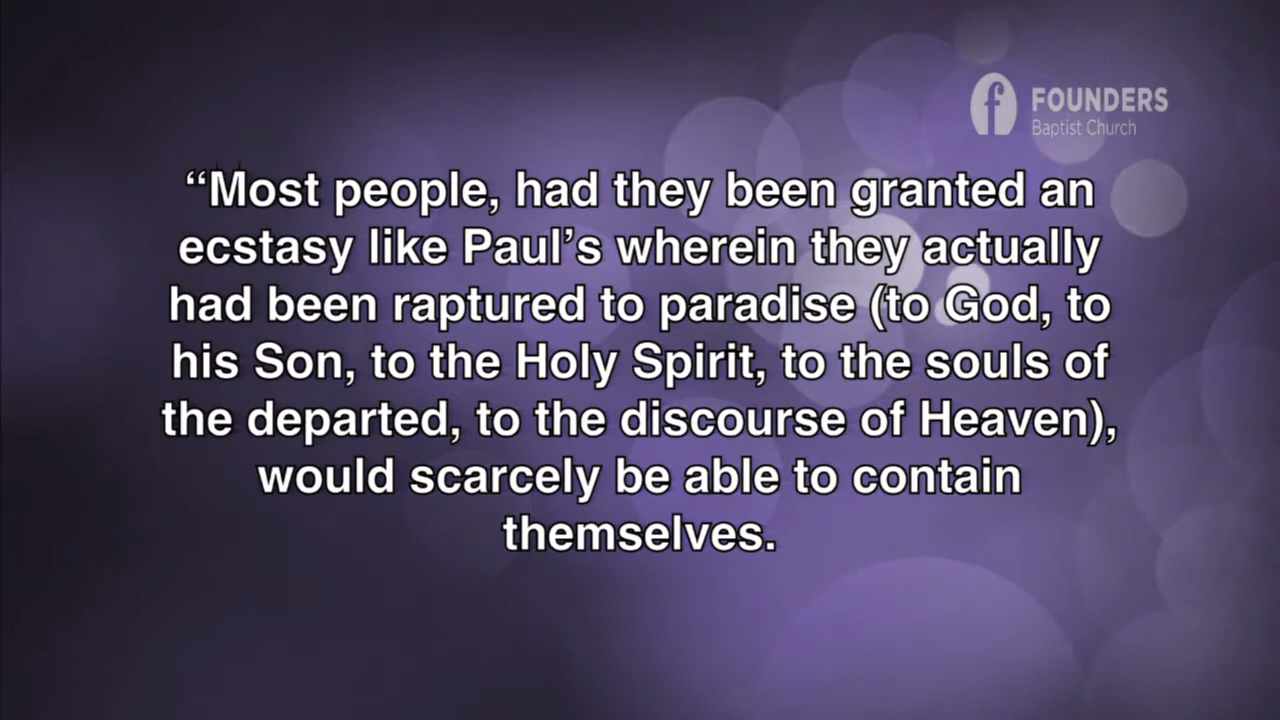 FOUNDERS
Baptist Church
“Most people, had they been granted an
ecstasy like Paul’s wherein they actually
had been raptured to paradise (to God, to
his Son, to the Holy Spirit, to the souls of
the departed, to the discourse of Heaven),
would scarcely be able to contain
themselves.